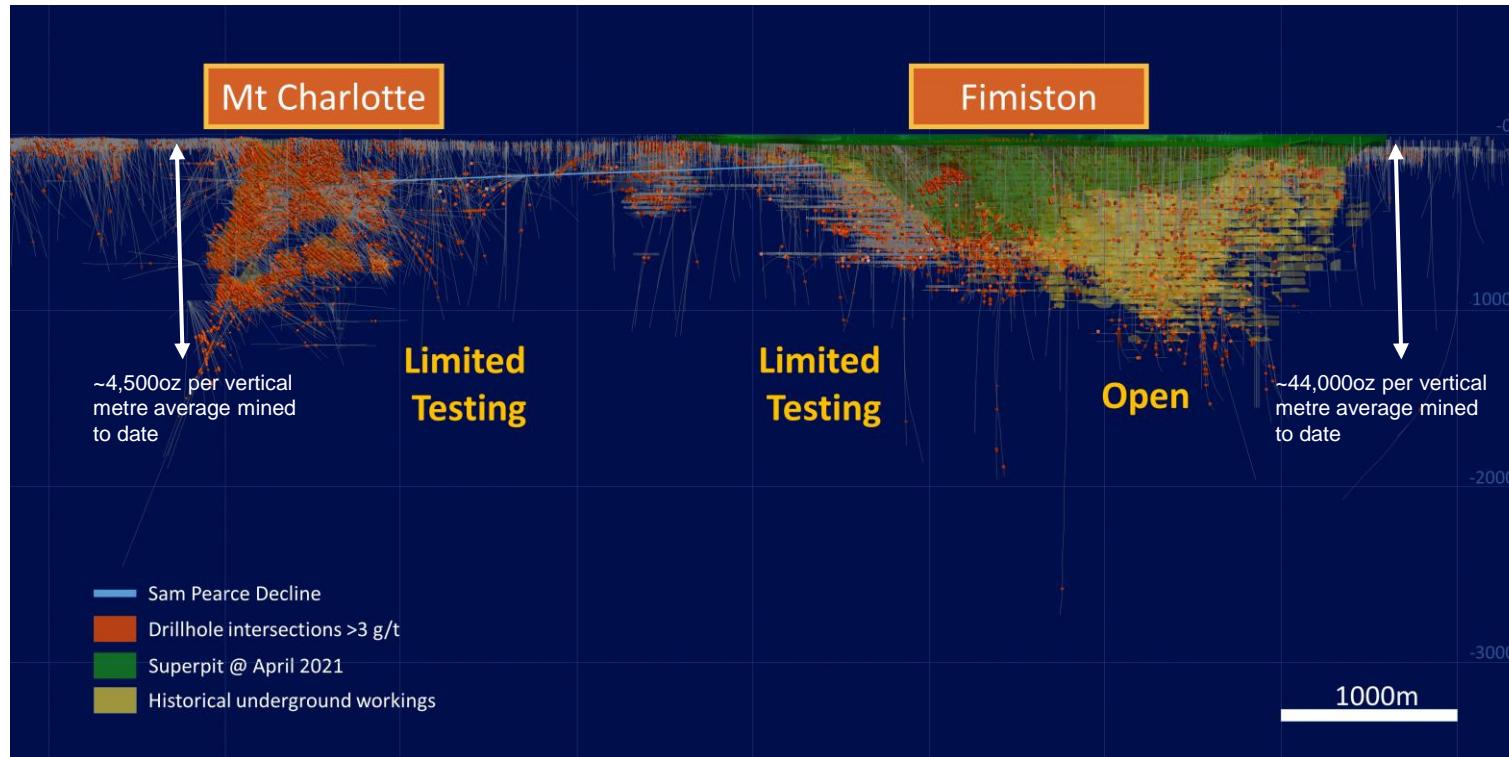 Mt Charlotte
Fimiston
-1000
-2000
-3000
Limited
Testing
Limited
Testing
Open
~4,500oz per vertical
metre average mined
to date
~44,000oz per vertical
metre average mined
to date
Sam Pearce Decline
Drillhole intersections >3 g/t
Superpit @ April 2021
Historical underground workings
1000m